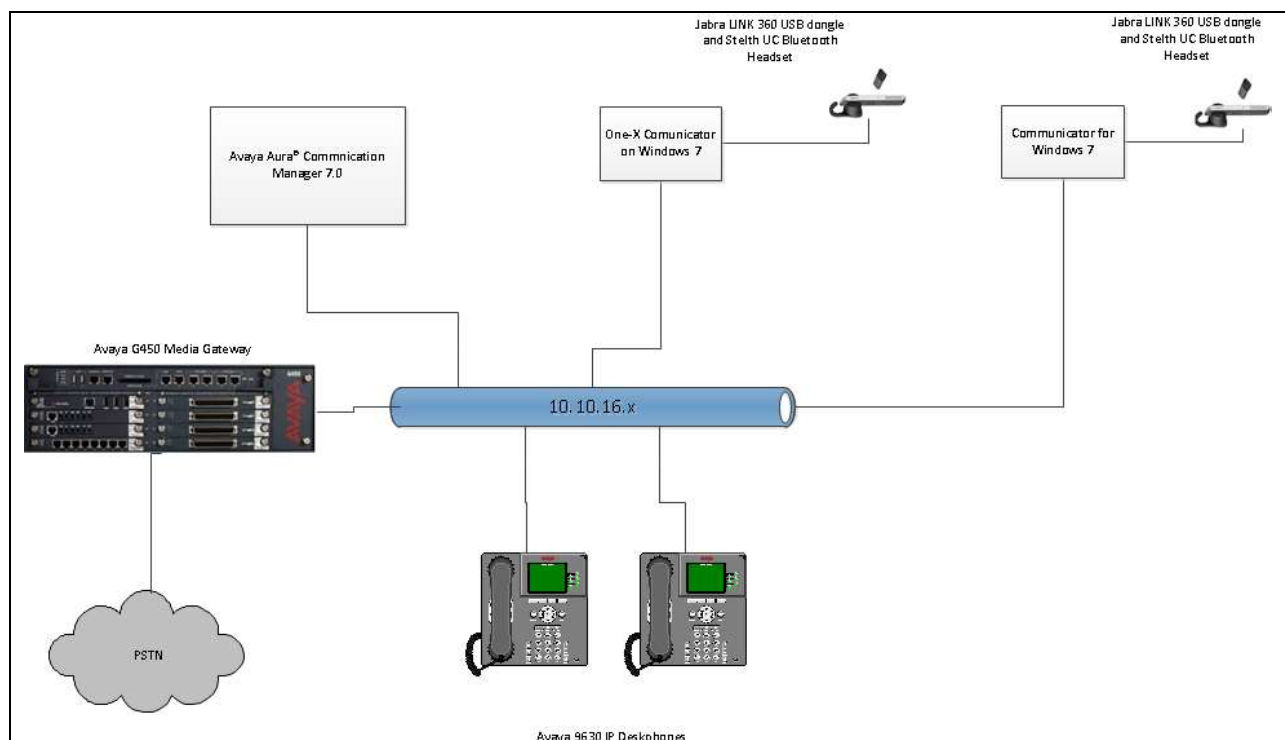 Jabra LINK 360 USB dongle
and Stelth UC Bluetooth
Headset
Jabra LINK 360 USB dongle
and Stelth UC Bluetooth
Headset
Avaya Aura® Commnication
Manager 7.0
One-X Comunicator
on Windows 7
Communicator for
Windows 7
Avaya G450 Media Gateway
AVAYA
10.10.16.x
PSTN
Avaya 9630 IP Deskphones